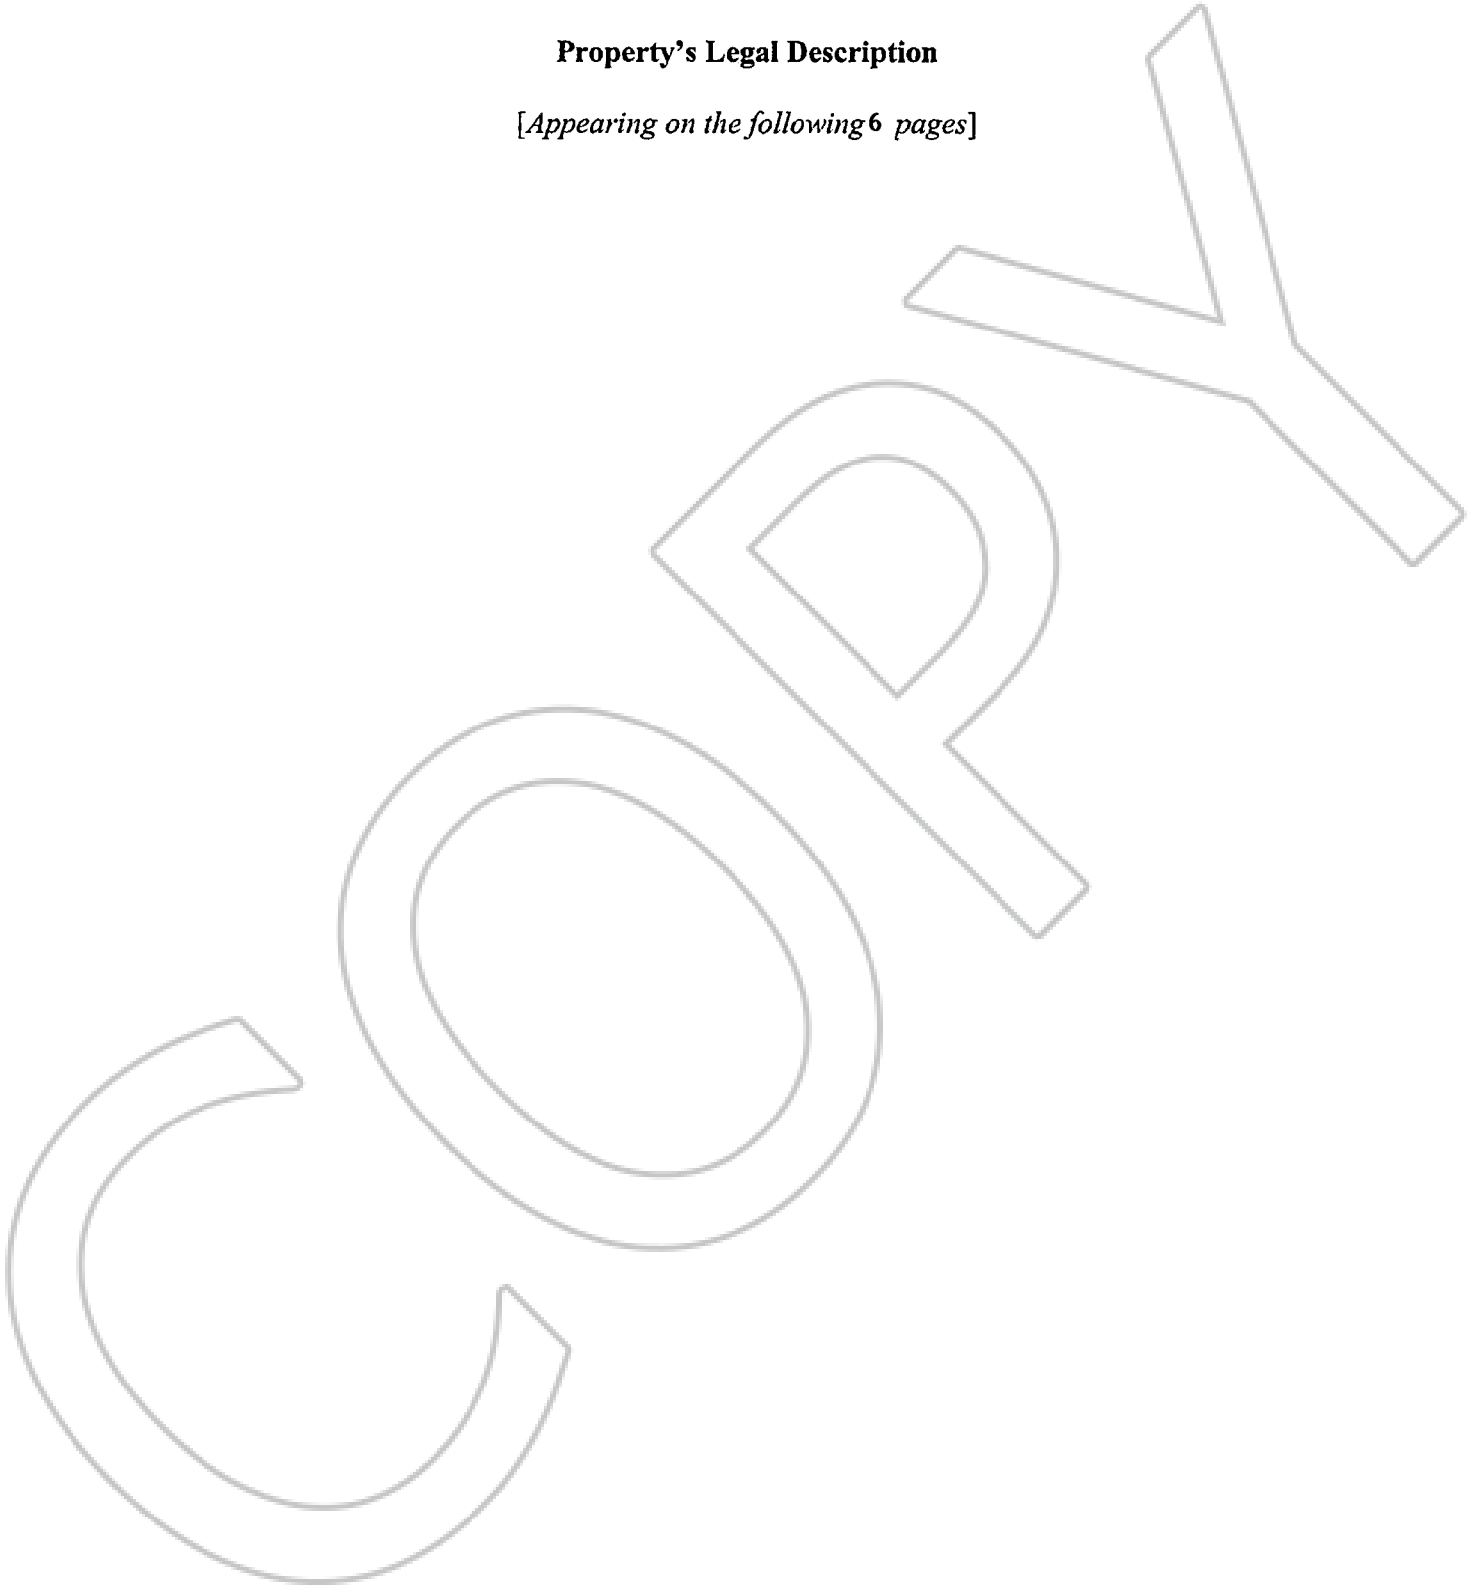 Property’s Legal Description
[Appearing on the following 6 pages]
COPY